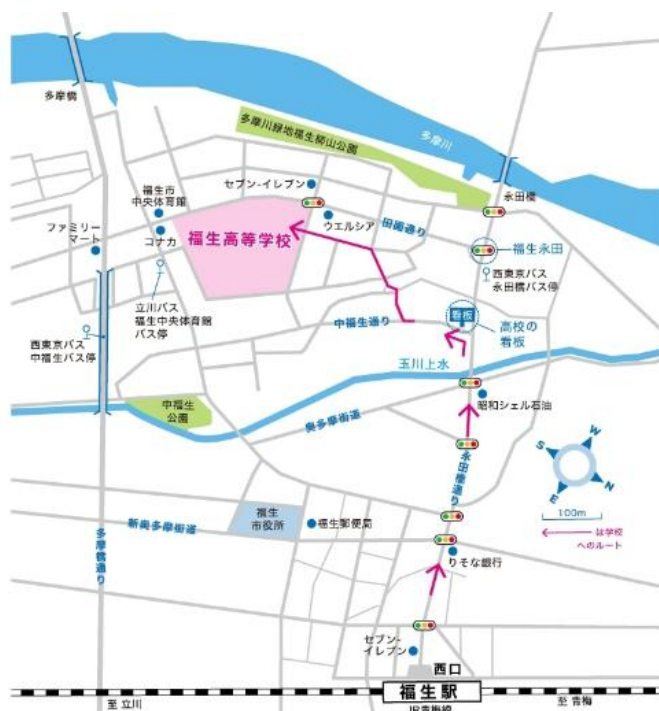 多摩橋
多摩川緑地福生柳山公園
多摩川
永田橋
セブン-イレブン
福生市
中央体育館
ファミリー
マート
コナカ
福生高等学校
ウエルシア
田園通り
福生永田
西東京バス
永田橋バス停
立川バス
福生中央体育館
バス停
中福生通り
看板
高校の
看板
西東京バス
中福生バス停
玉川上水
昭和シェル石油
中福生
公園
奥多摩街道
永田橋通り
W
S
N
E
100m
は学校
へのルート
福生
市役所
福生郵便局
新奥多摩街道
りそな銀行
多摩橋通り
セブン-
イレブン
西口
福生駅
至 立川
JR青梅線
至 青梅